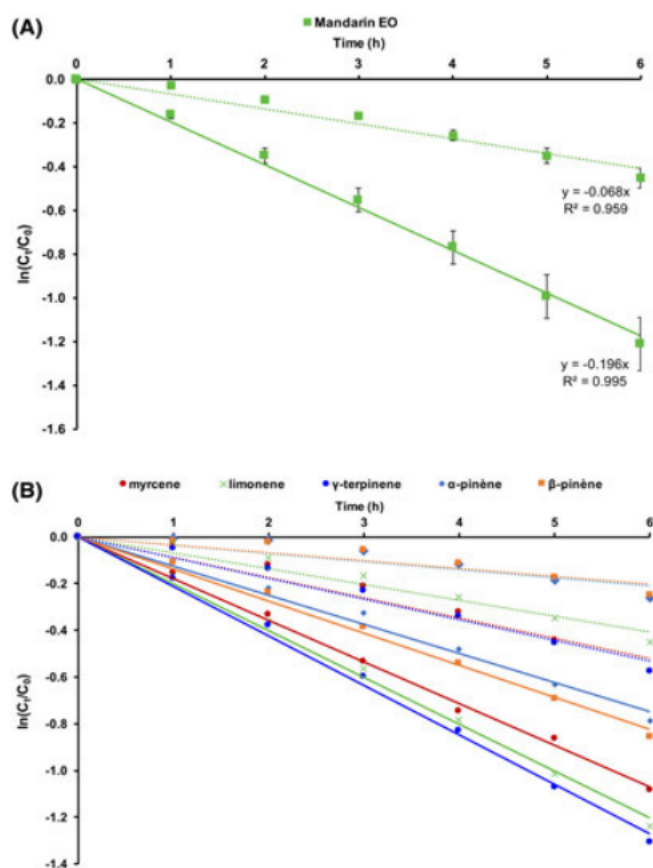 (A)
Mandarin EO
Time (h)
0 1 2 3 4 5 6
0.0
-0.2
-0.4
-0.6
-0.8
-1.0
-1.2
-1.4
-1.6
ln(Cₜ/C₀)
y = -0.068x
R² = 0.959
y = -0.196x
R² = 0.995
(B)
myrcene limonene γ-terpinene α-pinène β-pinène
Time (h)
0 1 2 3 4 5 6
0.0
-0.2
-0.4
-0.6
-0.8
-1.0
-1.2
-1.4
ln(Cₜ/C₀)